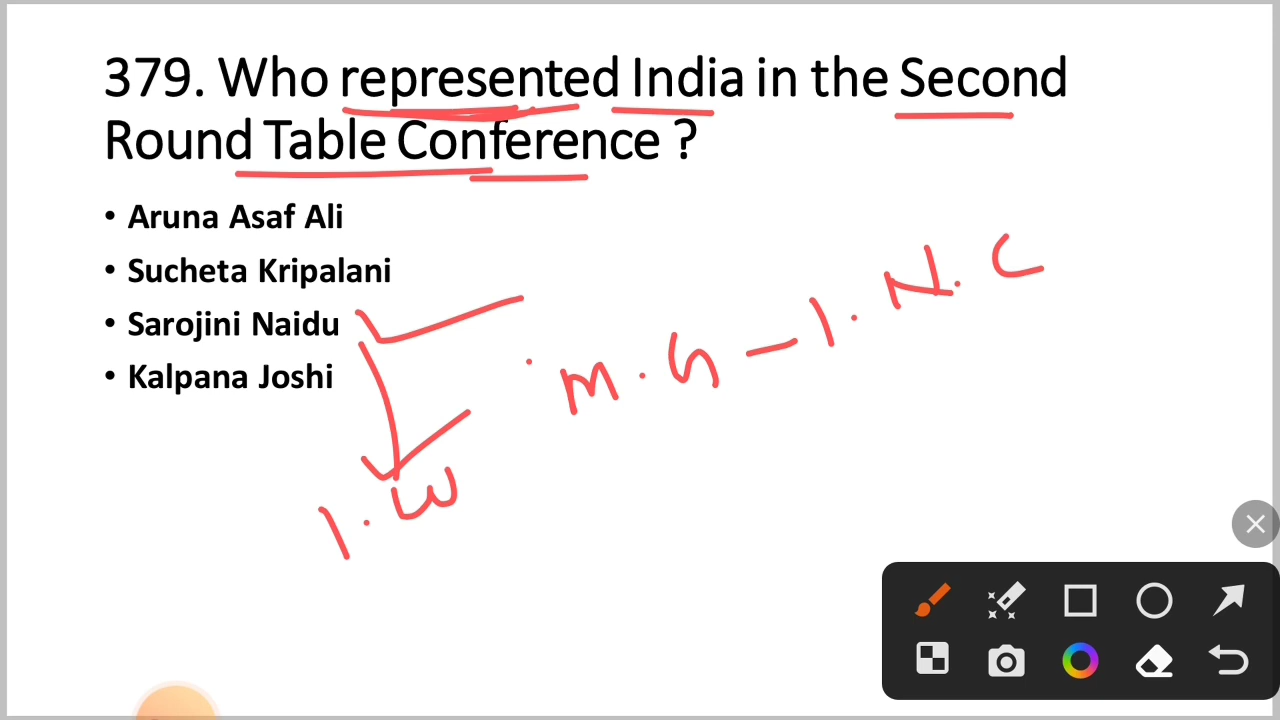 379. Who represented India in the Second
Round Table Conference ?
• Aruna Asaf Ali
• Sucheta Kripalani
• Sarojini Naidu
• Kalpana Joshi
M.G - I.N.C
I.W